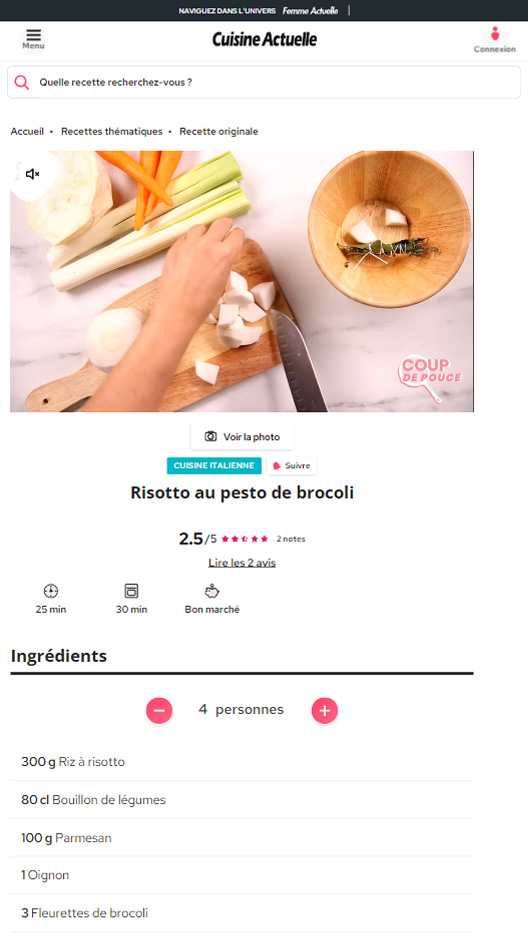 NAVIGUEZ DANS L'UNIVERS Femme Actuelle
Menu
Cuisine Actuelle
Connexion
Quelle recette recherchez-vous ?
Accueil • Recettes thématiques • Recette originale
COUP
DE POUCE
Voir la photo
CUISINE ITALIENNE Suivre
Risotto au pesto de brocoli
2.5/5 2 notes
Lire les 2 avis
25 min 30 min Bon marché
Ingrédients
4 personnes
300 g Riz à risotto
80 cl Bouillon de légumes
100 g Parmesan
1 Oignon
3 Fleurettes de brocoli